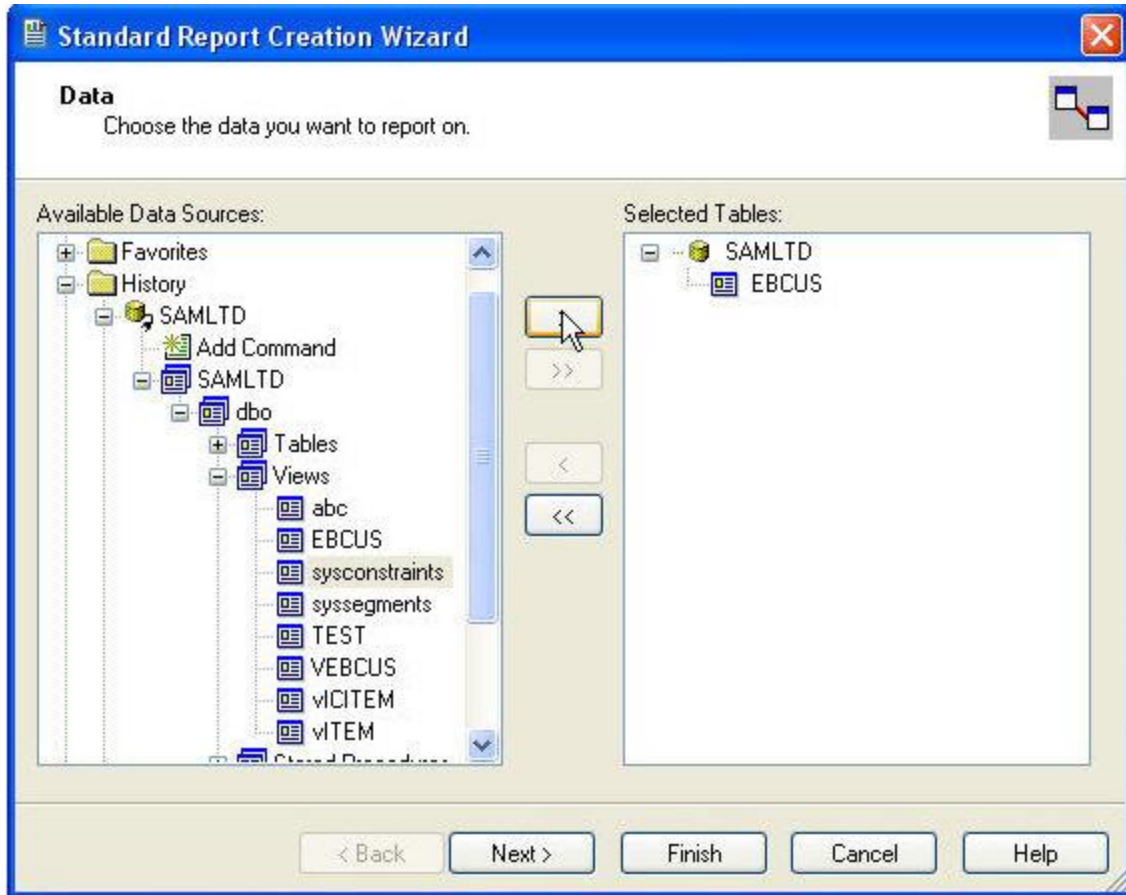 Standard Report Creation Wizard
Data
Choose the data you want to report on.
Available Data Sources:
Favorites
History
SAMLTD
Add Command
SAMLTD
dbo
Tables
Views
abc
EBCUS
sysconstraints
syssegments
TEST
VEBCUS
vICITEM
vITEM
Stored Procedures
>>
<
<<
Selected Tables:
SAMLTD
EBCUS
< Back
Next >
Finish
Cancel
Help